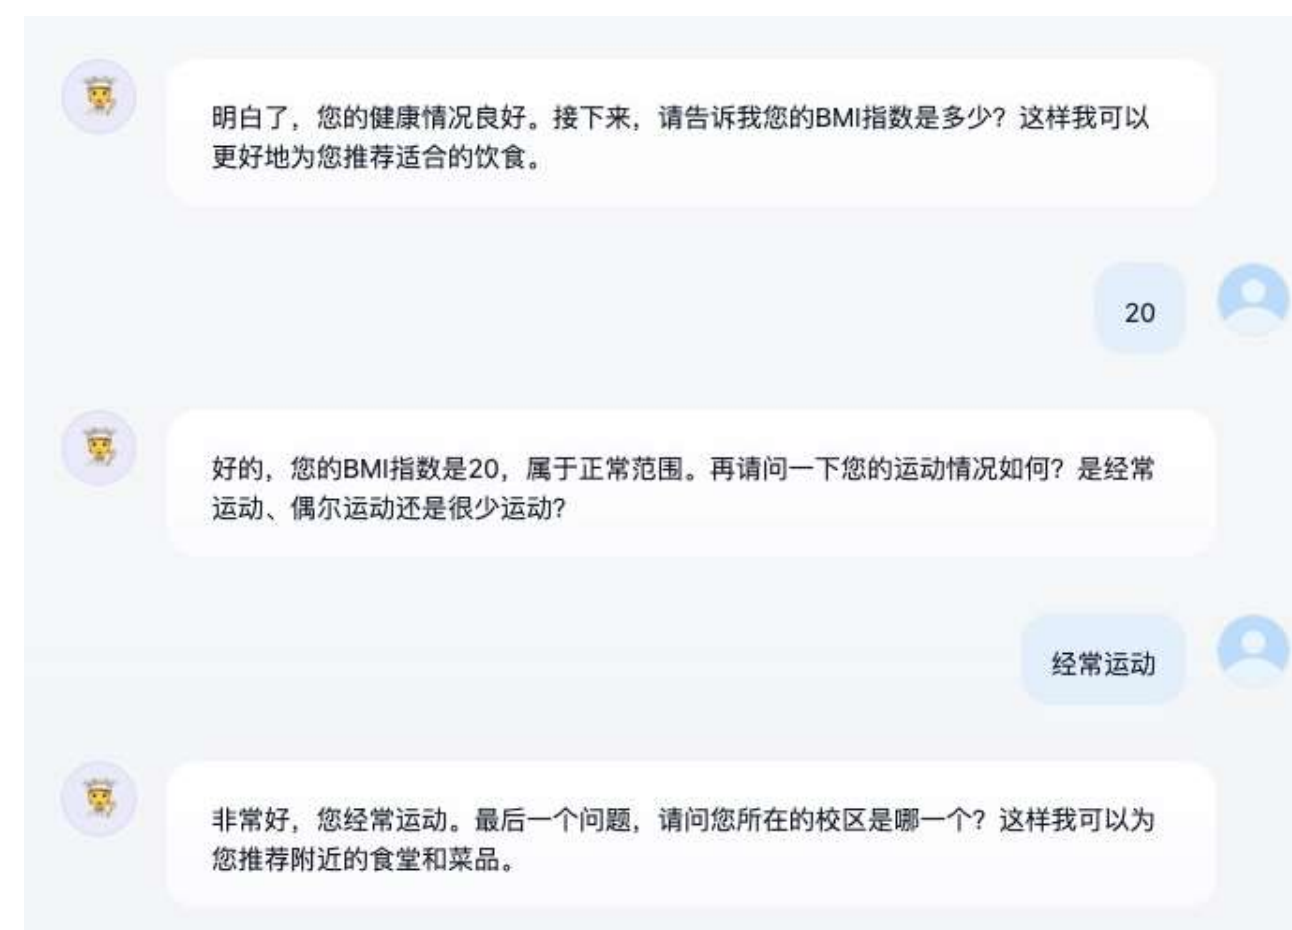 明白了，您的健康情况良好。接下来，请告诉我您的BMI指数是多少？这样我可以
更好地为您推荐适合的饮食。
20
好的，您的BMI指数是20，属于正常范围。再请问一下您的运动情况如何？是经常
运动、偶尔运动还是很少运动？
经常运动
非常好，您经常运动。最后一个问题，请问您所在的校区是哪一个？这样我可以为
您推荐附近的食堂和菜品。